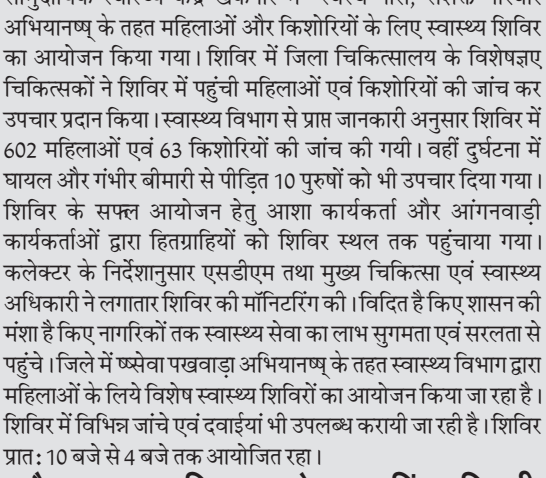 अभियानष्ष् के तहत महिलाओं और किशोरियों के लिए स्वास्थ्य शिविर
का आयोजन किया गया। शिविर में जिला चिकित्सालय के विशेषज्ञए
चिकित्सकों ने शिविर में पहुंची महिलाओं एवं किशोरियों की जांच कर
उपचार प्रदान किया। स्वास्थ्य विभाग से प्राप्त जानकारी अनुसार शिविर में
602 महिलाओं एवं 63 किशोरियों की जांच की गयी। वहीं दुर्घटना में
घायल और गंभीर बीमारी से पीड़ित 10 पुरुषों को भी उपचार दिया गया।
शिविर के सफल आयोजन हेतु आशा कार्यकर्ता और आंगनवाड़ी
कार्यकर्ताओं द्वारा हितग्राहियों को शिविर स्थल तक पहुंचाया गया।
कलेक्टर के निर्देशानुसार एसडीएम तथा मुख्य चिकित्सा एवं स्वास्थ्य
अधिकारी ने लगातार शिविर की मॉनिटरिंग की। विदित है किए शासन की
मंशा है किए नागरिकों तक स्वास्थ्य सेवा का लाभ सुगमता एवं सरलता से
पहुंचे। जिले में ष्सेवा पखवाड़ा अभियानष्ष् के तहत स्वास्थ्य विभाग द्वारा
महिलाओं के लिये विशेष स्वास्थ्य शिविरों का आयोजन किया जा रहा है।
शिविर में विभिन्न जांचे एवं दवाईयां भी उपलब्ध करायी जा रही है। शिविर
प्रात: 10 बजे से 4 बजे तक आयोजित रहा।